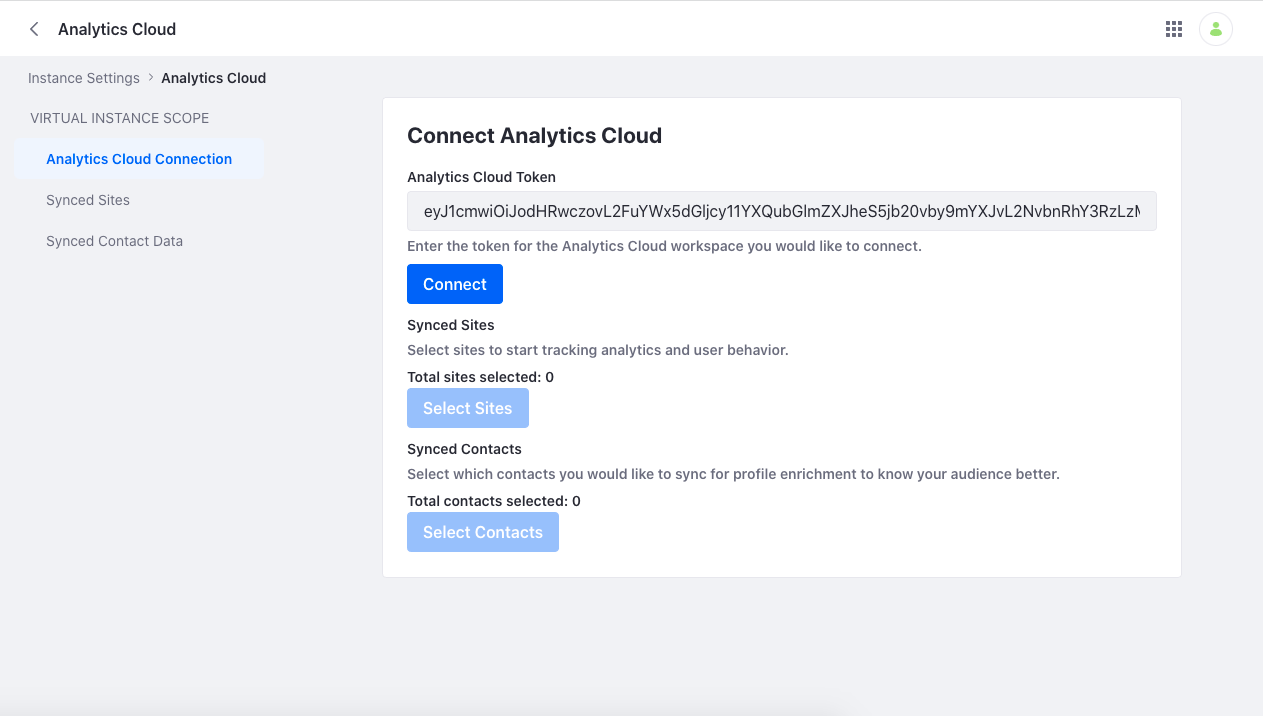 Analytics Cloud
Instance Settings > Analytics Cloud
VIRTUAL INSTANCE SCOPE
Analytics Cloud Connection
Synced Sites
Synced Contact Data
Connect Analytics Cloud
Analytics Cloud Token
eyJ1cmwiOiJodHRwczovL2FuYWx5dGljcy11YXQubGlmZXJheS5jb20vby9mYXJvL2NvbnRhY3RzLzM
Enter the token for the Analytics Cloud workspace you would like to connect.
Connect
Synced Sites
Select sites to start tracking analytics and user behavior.
Total sites selected: 0
Select Sites
Synced Contacts
Select which contacts you would like to sync for profile enrichment to know your audience better.
Total contacts selected: 0
Select Contacts